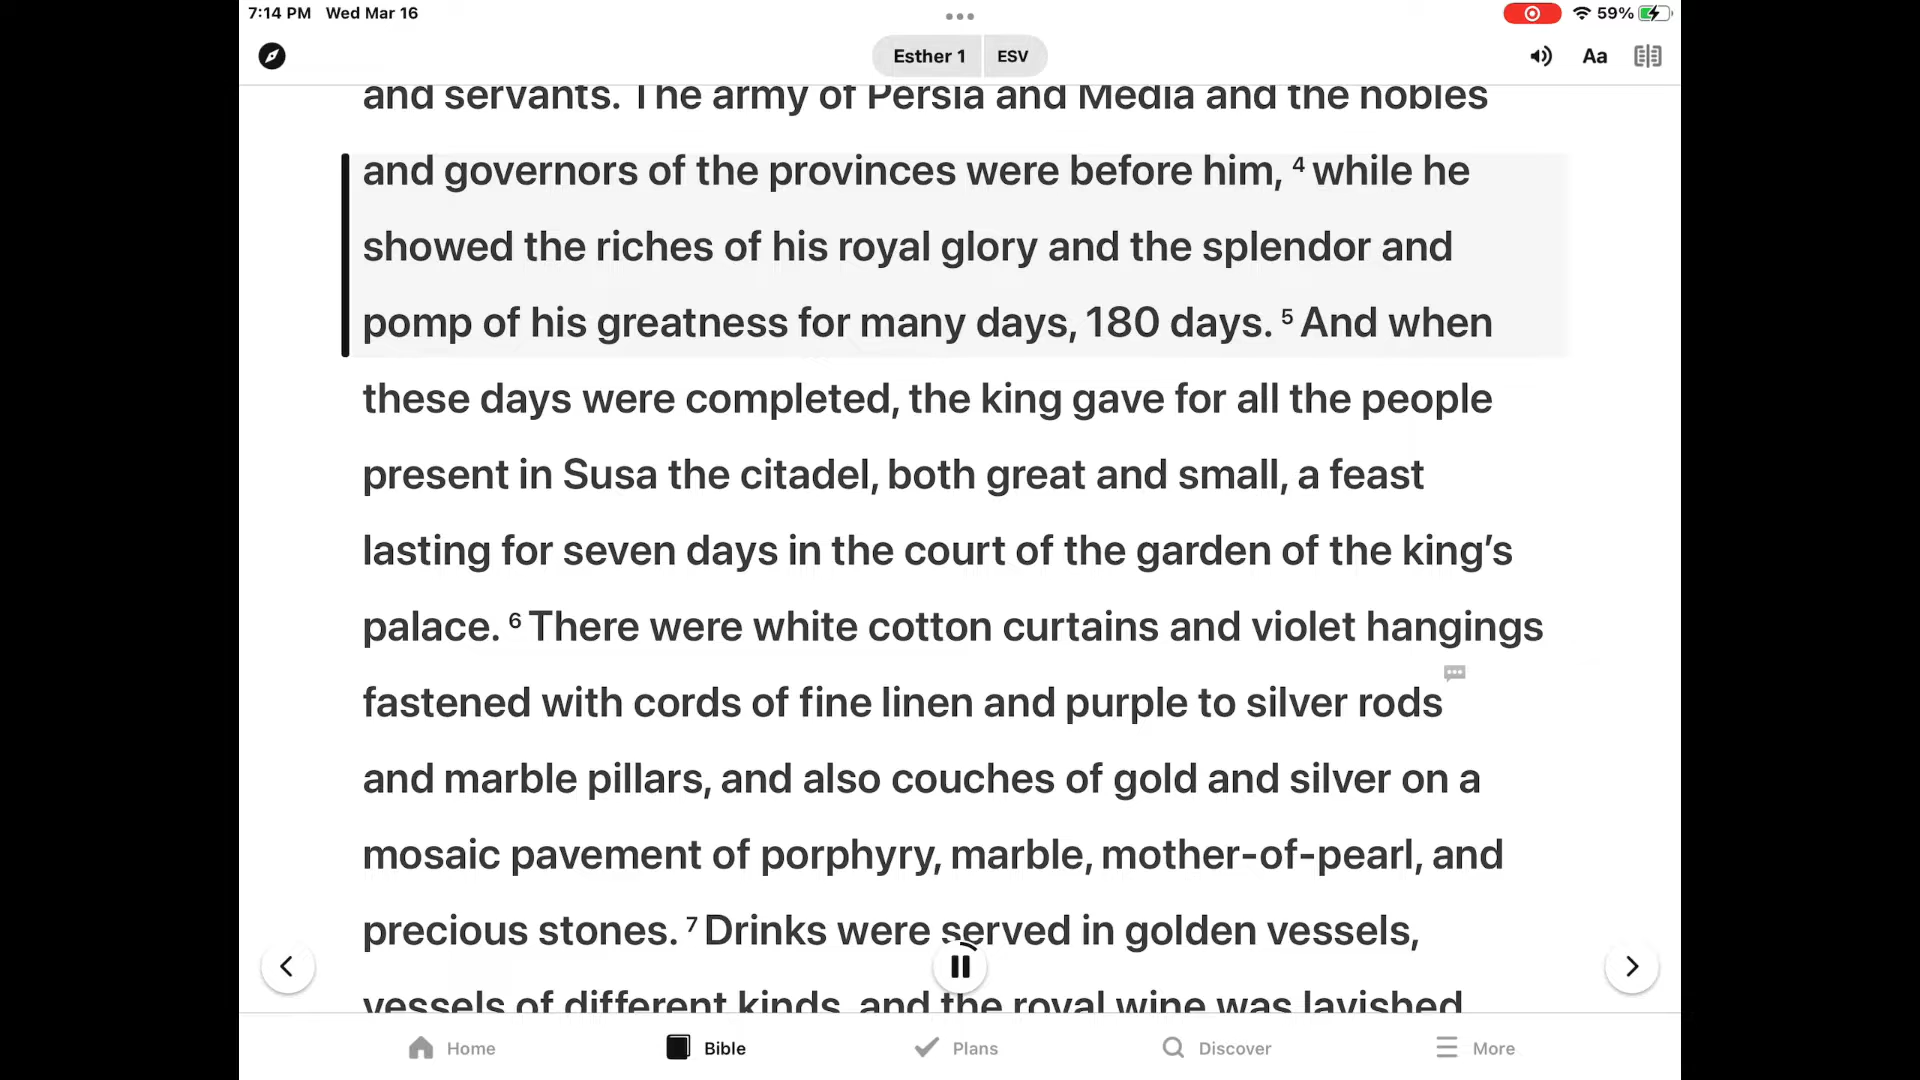 7:14 PM Wed Mar 16
59%
Esther 1 ESV
Aa
and servants. The army of Persia and Media and the nobles
and governors of the provinces were before him, 4 while he
showed the riches of his royal glory and the splendor and
pomp of his greatness for many days, 180 days. 5 And when
these days were completed, the king gave for all the people
present in Susa the citadel, both great and small, a feast
lasting for seven days in the court of the garden of the king's
palace. 6 There were white cotton curtains and violet hangings
fastened with cords of fine linen and purple to silver rods
and marble pillars, and also couches of gold and silver on a
mosaic pavement of porphyry, marble, mother-of-pearl, and
precious stones. 7 Drinks were served in golden vessels,
vessels of different kinds, and the royal wine was lavished
Home Bible Plans Discover More